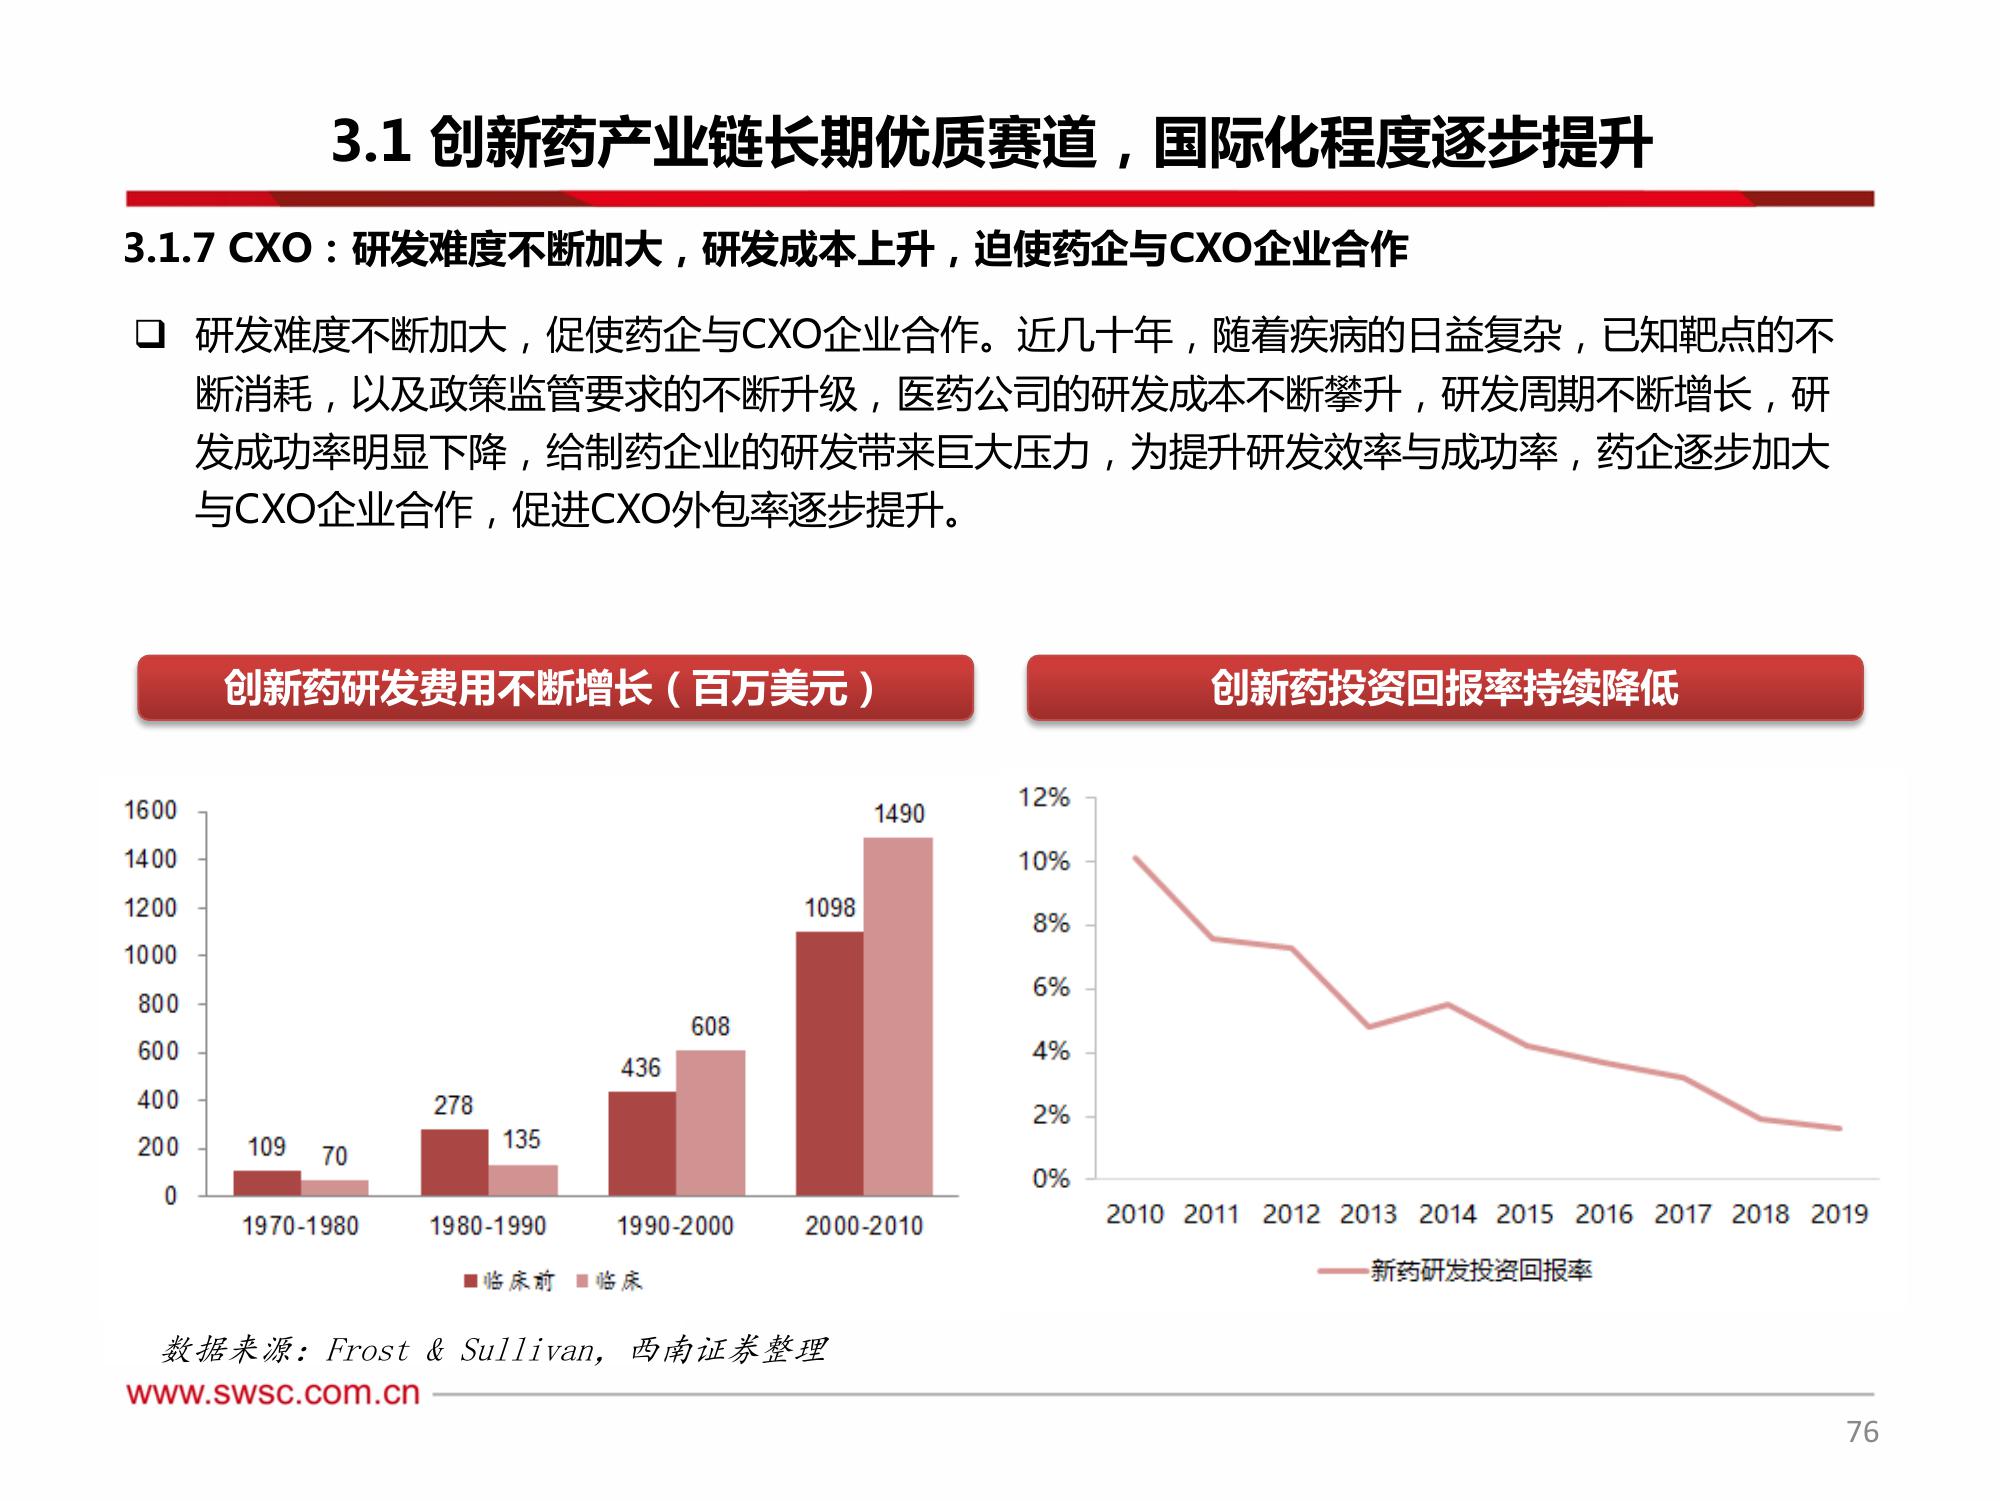 3.1 创新药产业链长期优质赛道，国际化程度逐步提升
3.1.7 CXO：研发难度不断加大，研发成本上升，迫使药企与CXO企业合作
❑ 研发难度不断加大，促使药企与CXO企业合作。近几十年，随着疾病的日益复杂，已知靶点的不
断消耗，以及政策监管要求的不断升级，医药公司的研发成本不断攀升，研发周期不断增长，研
发成功率明显下降，给制药企业的研发带来巨大压力，为提升研发效率与成功率，药企逐步加大
与CXO企业合作，促进CXO外包率逐步提升。
创新药研发费用不断增长（百万美元）
1600
1400
1200
1000
800
600
400
200
0
109
70
278
135
436
608
1098
1490
1970-1980 1980-1990 1990-2000 2000-2010
临床前 临床
创新药投资回报率持续降低
12%
10%
8%
6%
4%
2%
0%
2010 2011 2012 2013 2014 2015 2016 2017 2018 2019
新药研发投资回报率
数据来源：Frost & Sullivan，西南证券整理
www.swsc.com.cn
76